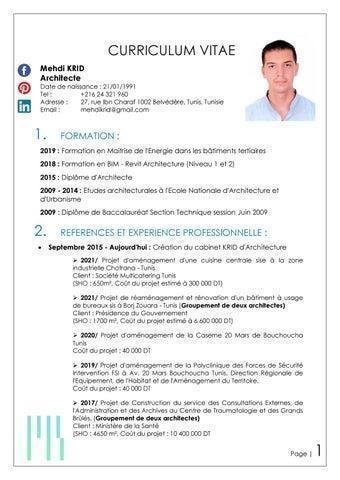 CURRICULUM VITAE
Mehdi KRID
Architecte
Date de naissance : 21/01/1991
Tel : +216 24 321 960
Adresse : 27, rue Ibn Charaf 1002 Belvédère, Tunis, Tunisie
Email : mehdikrid@gmail.com
1. FORMATION :
2019 : Formation en Maitrise de l'Energie dans les bâtiments tertiaires
2018 : Formation en BIM - Revit Architecture (Niveau 1 et 2)
2015 : Diplôme d'Architecte
2009 - 2014 : Etudes architecturales à l'Ecole Nationale d'Architecture et
d'Urbanisme
2009 : Diplôme de Baccalauréat Section Technique session Juin 2009
2. REFERENCES ET EXPERIENCE PROFESSIONNELLE :
• Septembre 2015 - Aujourd'hui : Création du cabinet KRID d'Architecture
➢ 2021/ Projet d'aménagement d'une cuisine centrale sise à la zone
industrielle Chotrana - Tunis
Client : Société Multicatering Tunis
(SHO : 650m², Coût du projet estimé à 300 000 DT)
➢ 2021/ Projet de réaménagement et rénovation d'un bâtiment à usage
de bureaux sis à Borj Zouara - Tunis (Groupement de deux architectes)
Client : Présidence du Gouvernement
(SHO : 1700 m², Coût du projet estimé à 6 600 000 DT)
➢ 2020/ Projet d'aménagement de la Caserne 20 Mars de Bouchoucha
Tunis
Coût du projet : 40 000 DT
➢ 2019/ Projet d'aménagement de la Polyclinique des Forces de Sécurité
Intervention FSI à Av. 20 Mars Bouchoucha Tunis, Direction Régionale de
l'Equipement, de l'Habitat et de l'Aménagement du Territoire.
Coût du projet : 40 000 DT
➢ 2017/ Projet de Construction du service des Consultations Externes, de
l'Administration et des Archives au Centre de Traumatologie et des Grands
Brûlés, (Groupement de deux architectes)
Client : Ministère de la Santé
(SHO : 4650 m², Coût du projet : 10 400 000 DT
Page | 1